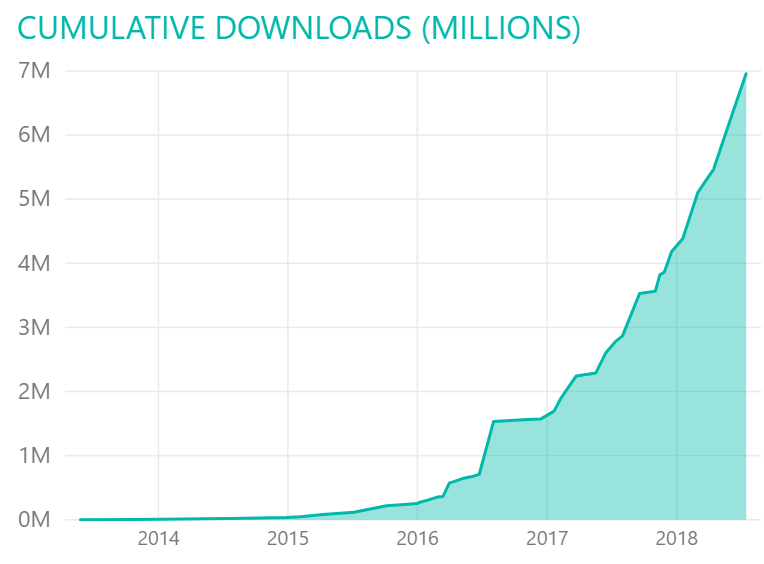 CUMULATIVE DOWNLOADS (MILLIONS)
7M
6M
5M
4M
3M
2M
1M
0M
2014 2015 2016 2017 2018